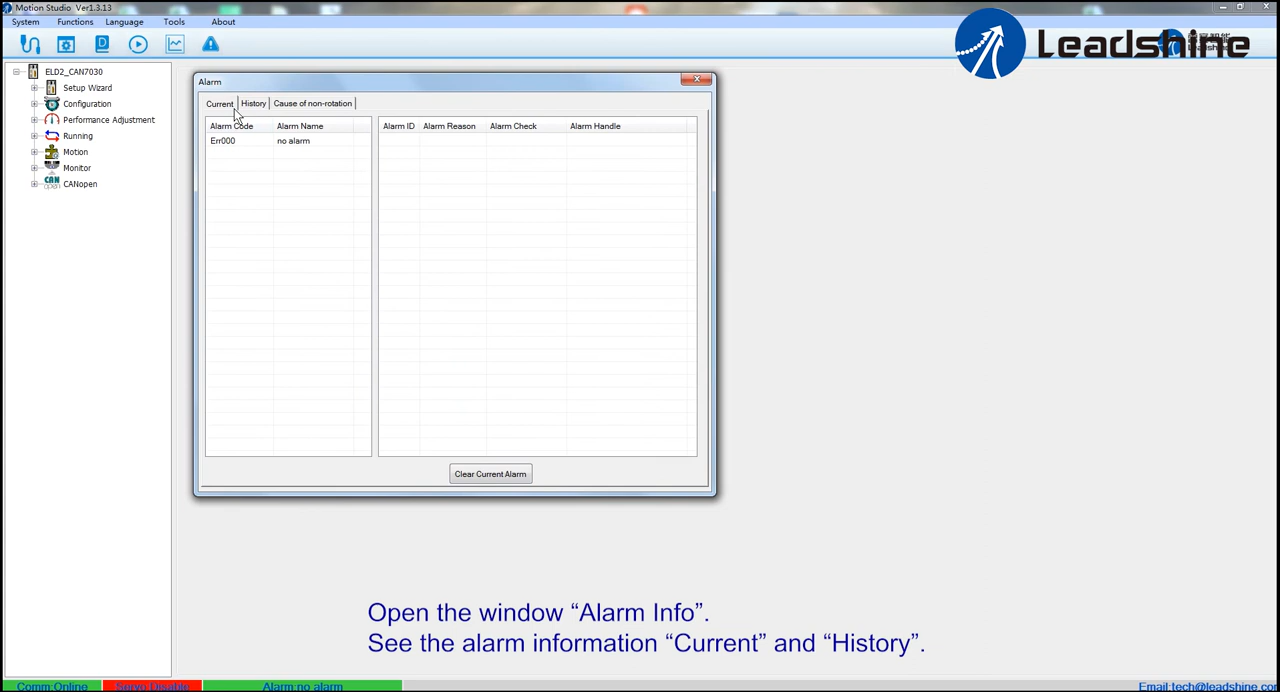 Motion Studio Ver1.3.13
System Functions Language Tools About
Leadshine
ELD2_CAN7030
Setup Wizard
Configuration
Performance Adjustment
Running
Motion
Monitor
CANopen
Alarm
Current History Cause of non-rotation
Alarm Code Alarm Name Alarm ID Alarm Reason Alarm Check Alarm Handle
Err000 no alarm
Clear Current Alarm
Open the window “Alarm Info”.
See the alarm information “Current” and “History”.
Comm:Online Servo Disable Alarm:no alarm Email:tech@leadshine.com